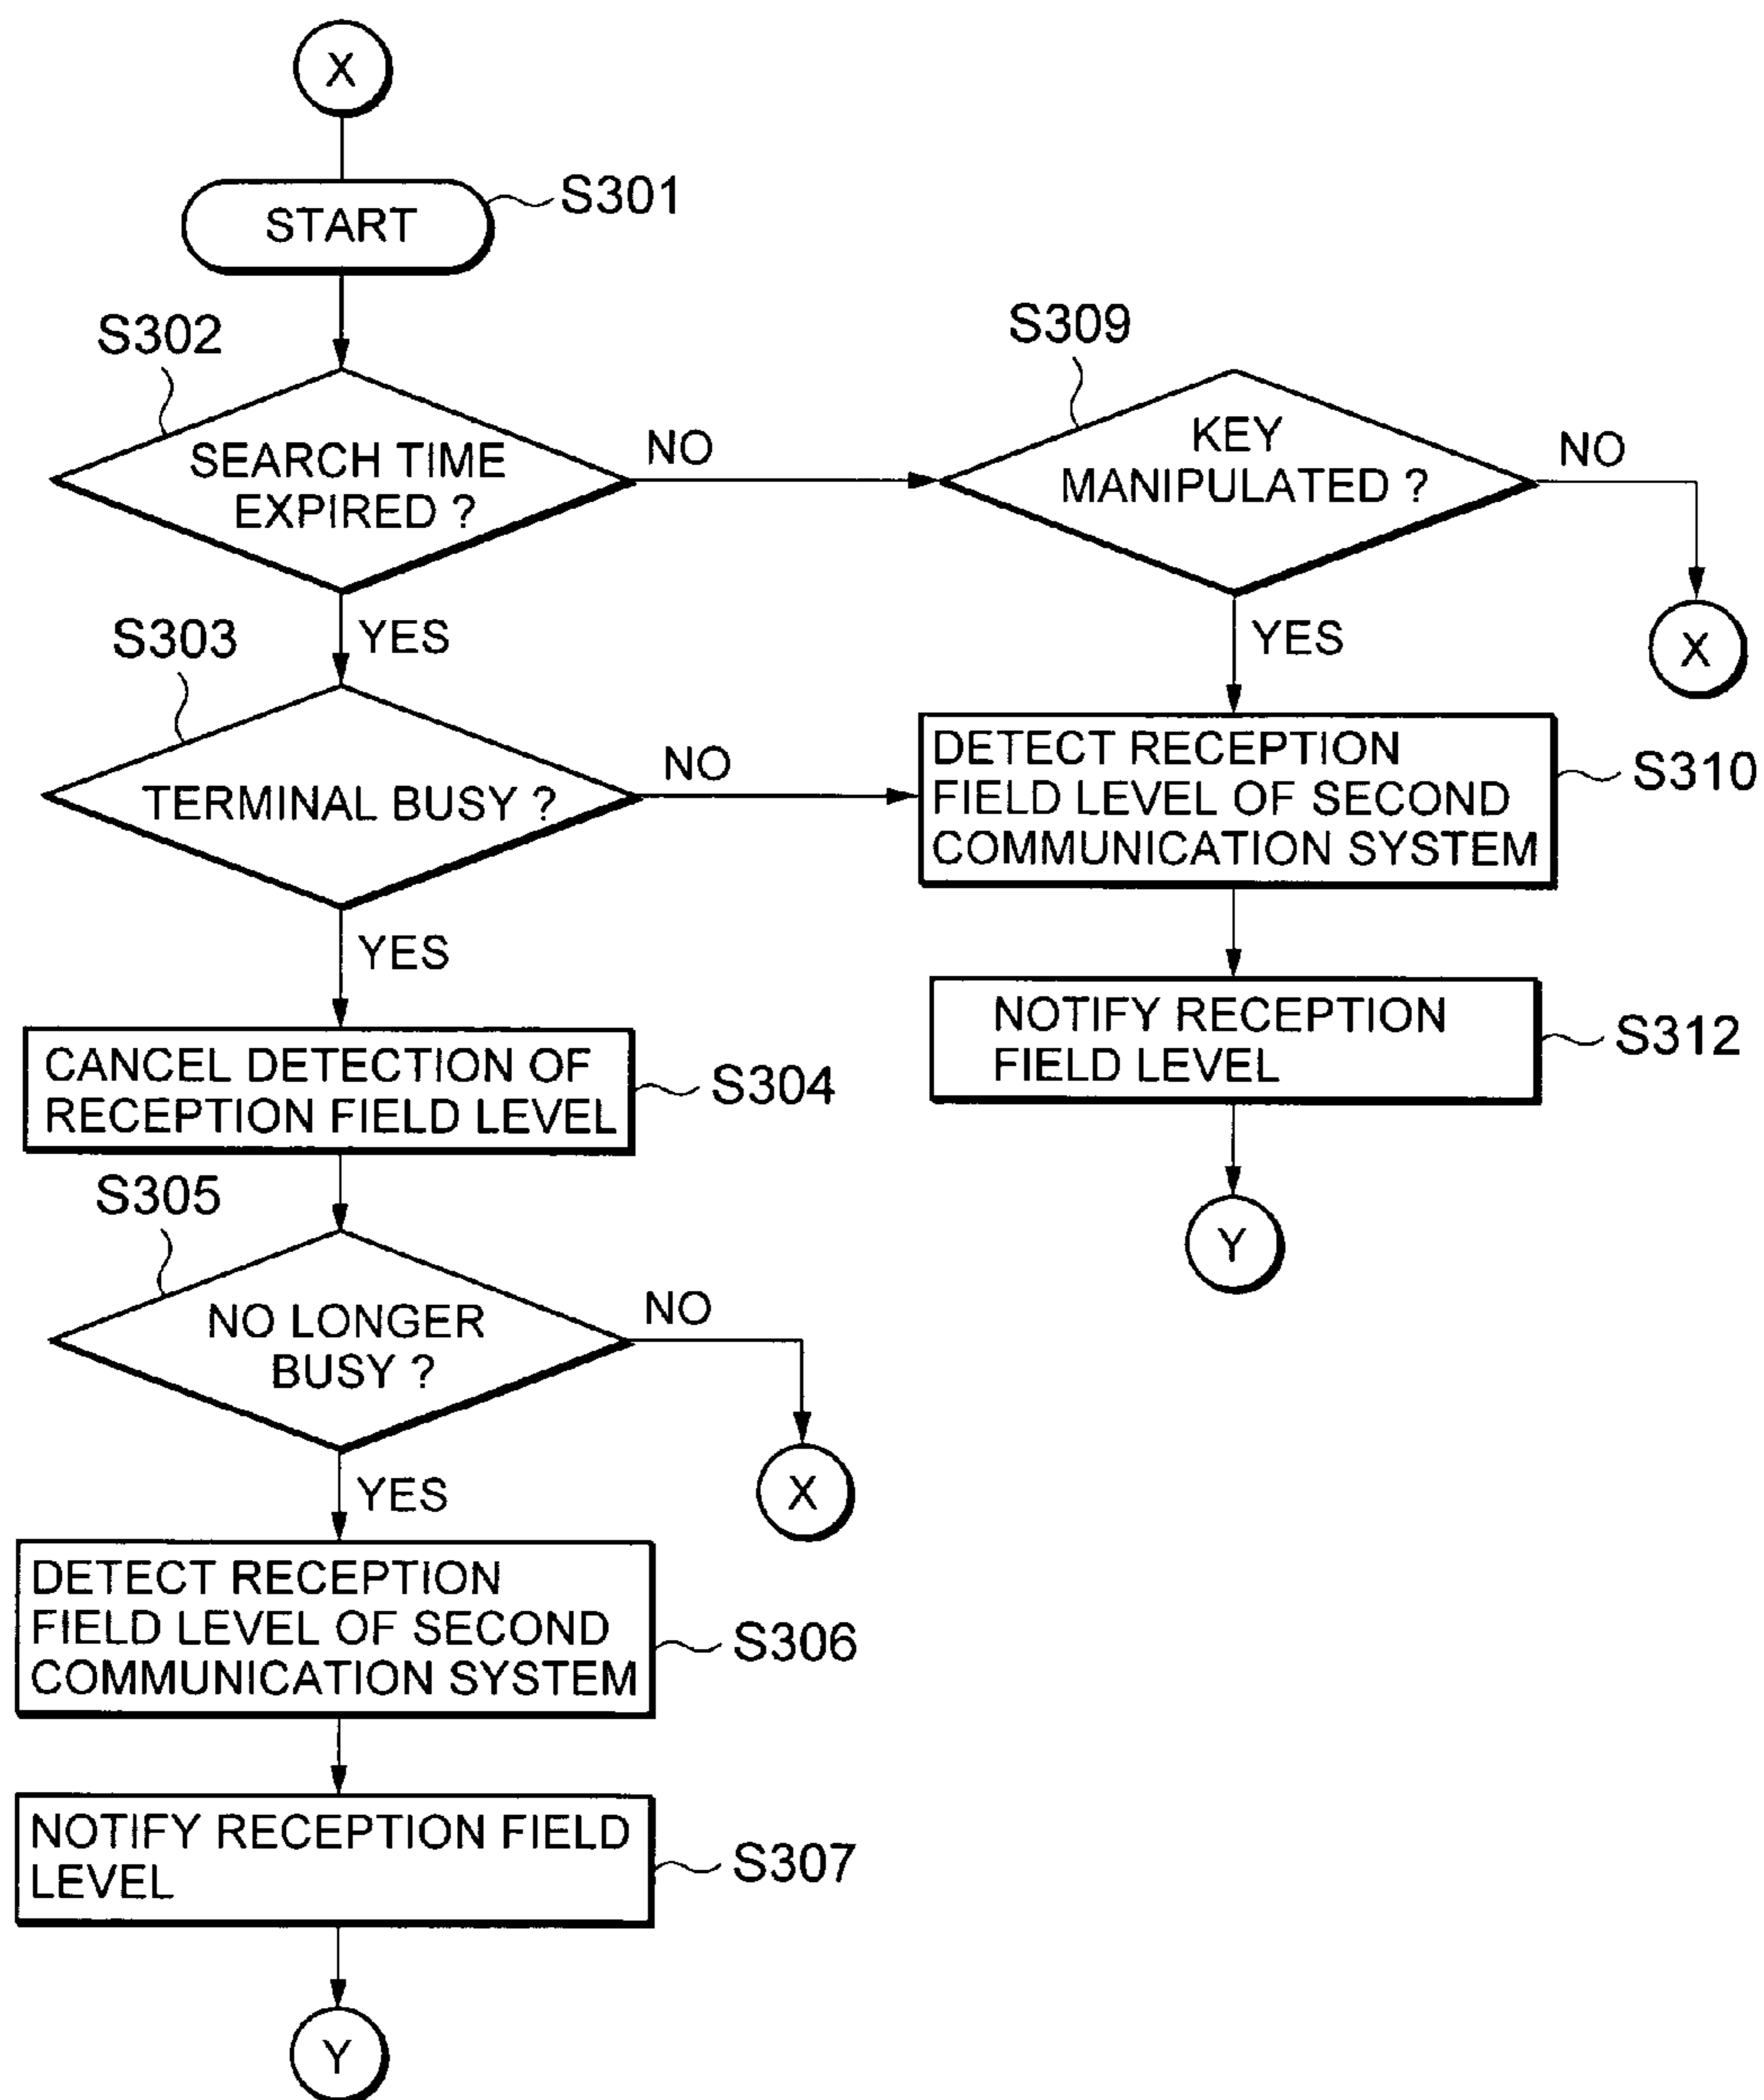 X
START
S301
S302
SEARCH TIME
EXPIRED ?
NO
YES
S309
KEY
MANIPULATED ?
NO
X
YES
S303
TERMINAL BUSY ?
NO
YES
DETECT RECEPTION
FIELD LEVEL OF SECOND
COMMUNICATION SYSTEM
S310
NOTIFY RECEPTION
FIELD LEVEL
S312
Y
CANCEL DETECTION OF
RECEPTION FIELD LEVEL
S304
S305
NO LONGER
BUSY ?
NO
X
YES
DETECT RECEPTION
FIELD LEVEL OF SECOND
COMMUNICATION SYSTEM
S306
NOTIFY RECEPTION FIELD
LEVEL
S307
Y